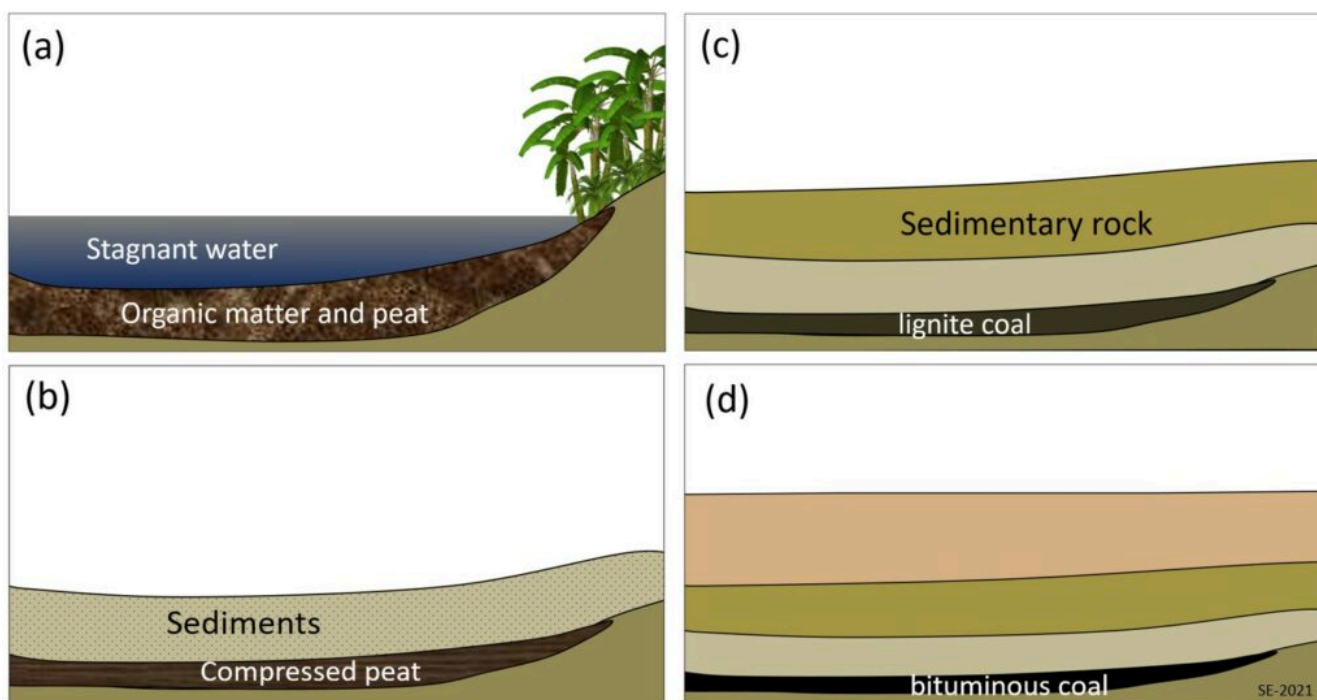 (a)
Stagnant water
Organic matter and peat
(b)
Sediments
Compressed peat
(c)
Sedimentary rock
lignite coal
(d)
bituminous coal
SE-2021